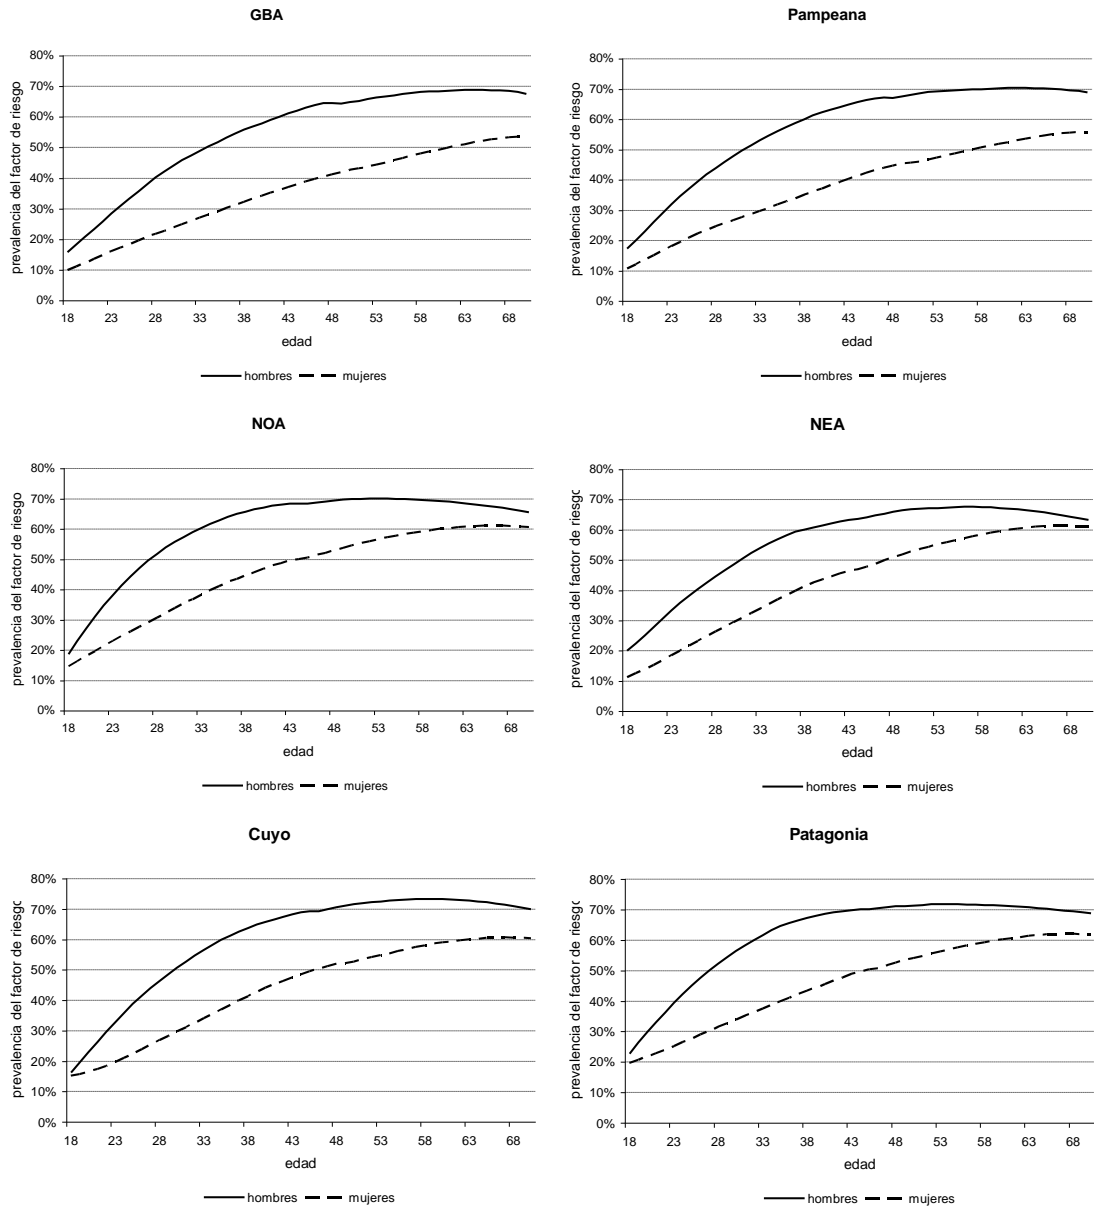 GBA
prevalencia del factor de riesgo
80%
70%
60%
50%
40%
30%
20%
10%
0%
18 23 28 33 38 43 48 53 58 63 68
edad
hombres mujeres
Pampeana
prevalencia del factor de riesgo
80%
70%
60%
50%
40%
30%
20%
10%
0%
18 23 28 33 38 43 48 53 58 63 68
edad
hombres mujeres
NOA
prevalencia del factor de riesgo
80%
70%
60%
50%
40%
30%
20%
10%
0%
18 23 28 33 38 43 48 53 58 63 68
edad
hombres mujeres
NEA
prevalencia del factor de riesgo
80%
70%
60%
50%
40%
30%
20%
10%
0%
18 23 28 33 38 43 48 53 58 63 68
edad
hombres mujeres
Cuyo
prevalencia del factor de riesgo
80%
70%
60%
50%
40%
30%
20%
10%
0%
18 23 28 33 38 43 48 53 58 63 68
edad
hombres mujeres
Patagonia
prevalencia del factor de riesgo
80%
70%
60%
50%
40%
30%
20%
10%
0%
18 23 28 33 38 43 48 53 58 63 68
edad
hombres mujeres